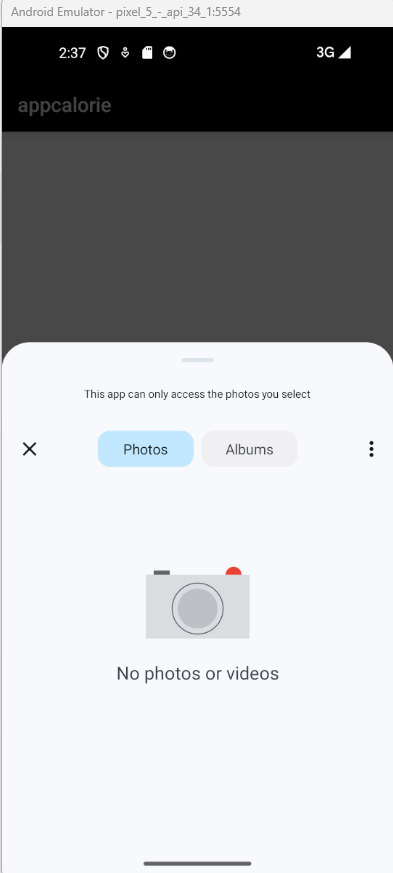 Android Emulator - pixel_5_-_api_34_1:5554
2:37
3G
appcalorie
This app can only access the photos you select
Photos
Albums
No photos or videos